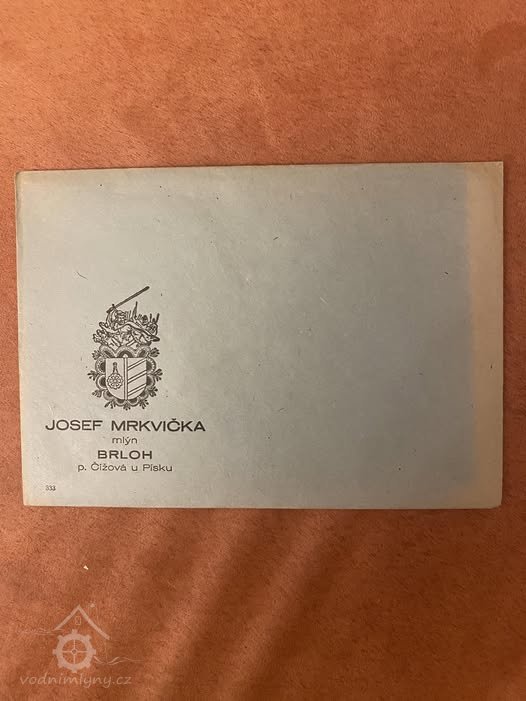 JOSEF MRKVIČKA
mlýn
BRLOH
p. Čížová u Písku
333
vodnimlyny.cz